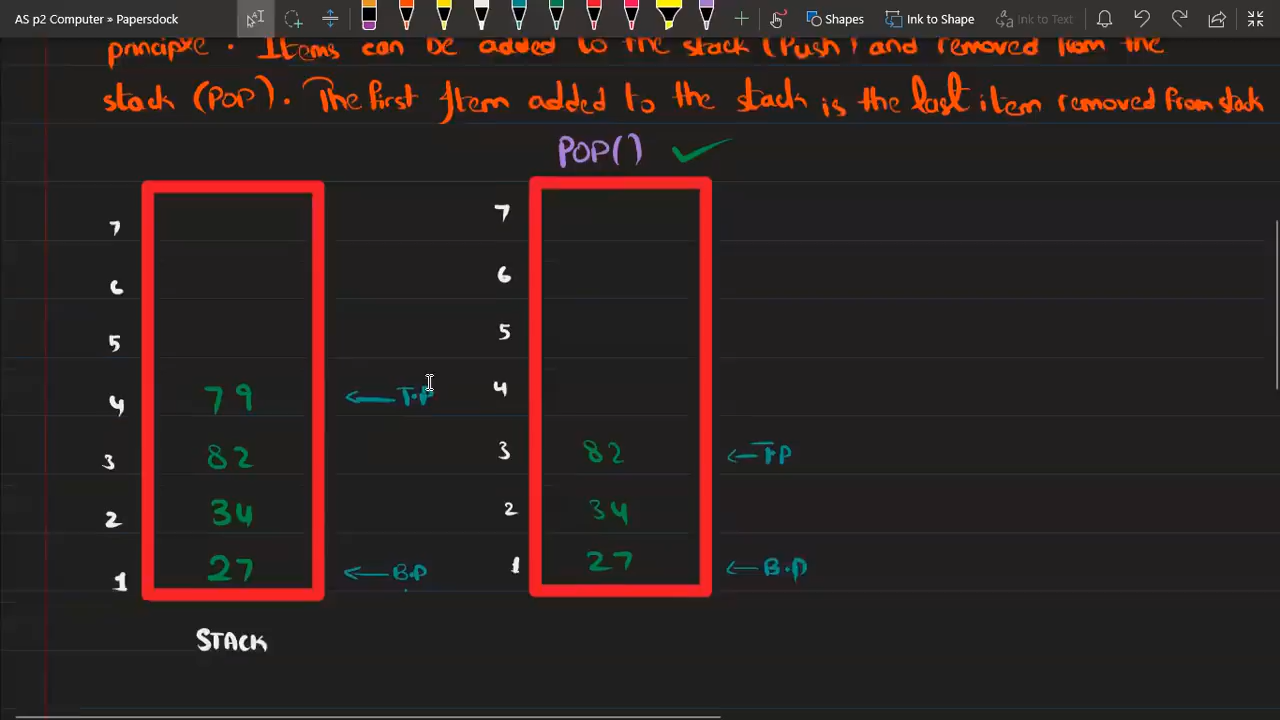 AS p2 Computer » Papersdock
Shapes
Ink to Shape
Ink to Text
principle. Items can be added to the stack (Push) and removed from the
stack (POP). The first Item added to the stack is the last item removed from stack
POP()
7
7
6
6
5
5
4
79
← T.P
4
3
82
3
82
← T.P
2
34
2
34
1
27
← B.P
1
27
← B.P
STACK